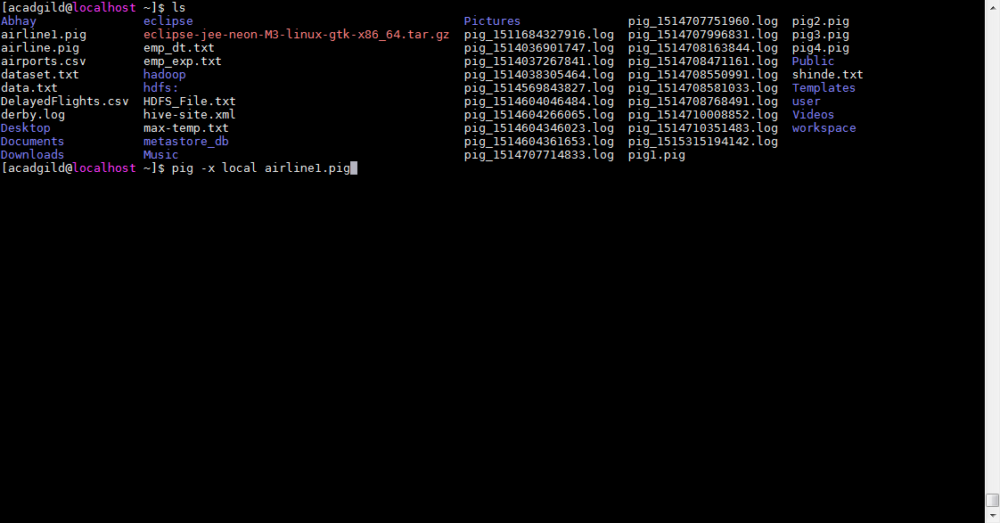 [acadgild@localhost ~]$ ls
Abhay eclipse Pictures pig_1514707751960.log pig2.pig
airline1.pig eclipse-jee-neon-M3-linux-gtk-x86_64.tar.gz pig_1511684327916.log pig_1514707996831.log pig3.pig
airline.pig emp_dt.txt pig_1514036901747.log pig_1514708163844.log pig4.pig
airports.csv emp_exp.txt pig_1514037267841.log pig_1514708471161.log Public
dataset.txt hadoop pig_1514038305464.log pig_1514708550991.log shinde.txt
data.txt hdfs: pig_1514569843827.log pig_1514708581033.log Templates
DelayedFlights.csv HDFS_File.txt pig_1514604046484.log pig_1514708768491.log user
derby.log hive-site.xml pig_1514604266065.log pig_1514710008852.log Videos
Desktop max-temp.txt pig_1514604346023.log pig_1514710351483.log workspace
Documents metastore_db pig_1514604361653.log pig_1515315194142.log
Downloads Music pig_1514707714833.log pig1.pig
[acadgild@localhost ~]$ pig -x local airline1.pig